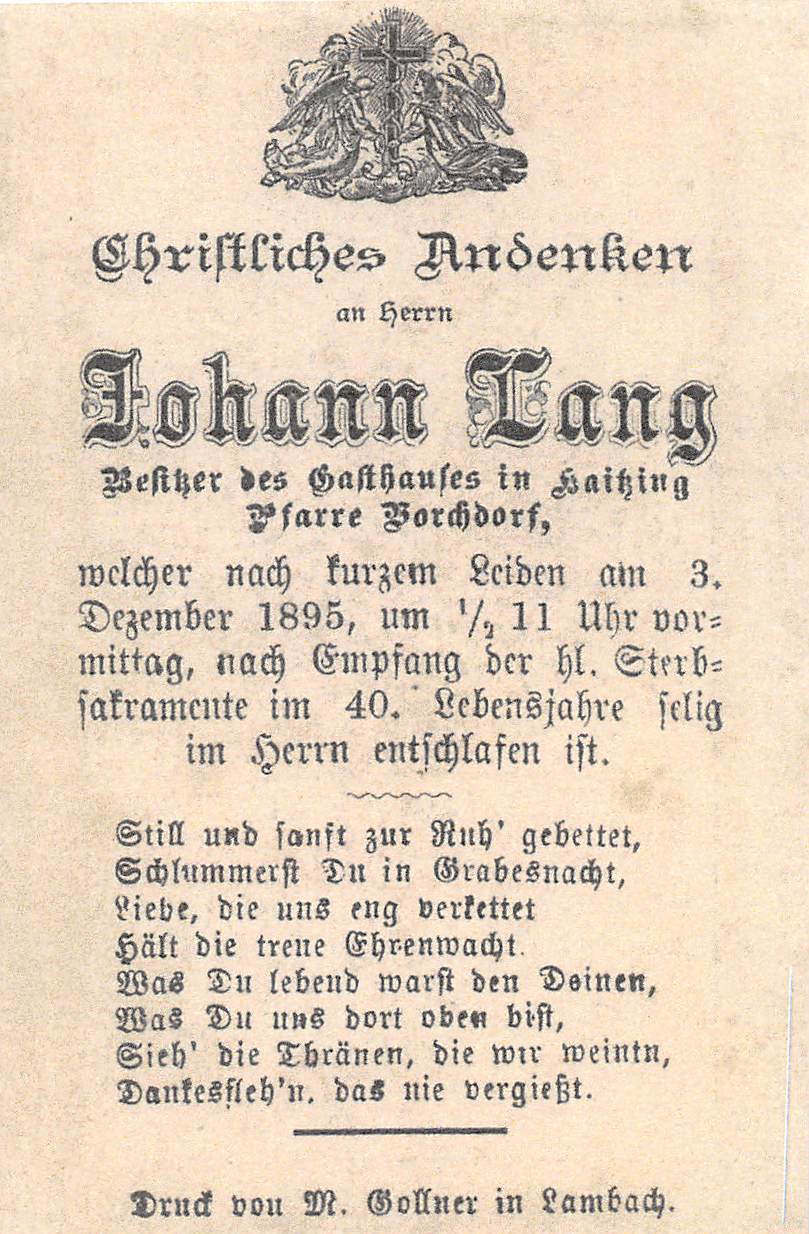 Christliches Andenken
an Herrn
Johann Lang
Besitzer des Gasthauses in Haitzing
Pfarre Vorchdorf,
welcher nach kurzem Leiden am 3.
Dezember 1895, um 1/2 11 Uhr vor-
mittag, nach Empfang der hl. Sterb-
sakramente im 40. Lebensjahre selig
im Herrn entschlafen ist.
Still und sanft zur Ruh' gebettet,
Schlummerst Du in Grabesnacht,
Liebe, die uns eng verkettet
Hält die treue Ehrenwacht.
Was Du lebend warst den Deinen,
Was Du uns dort oben bist,
Sieh' die Thränen, die wir weintn,
Dankesfleh'n, das nie vergießt.
Druck von M. Gollner in Lambach.